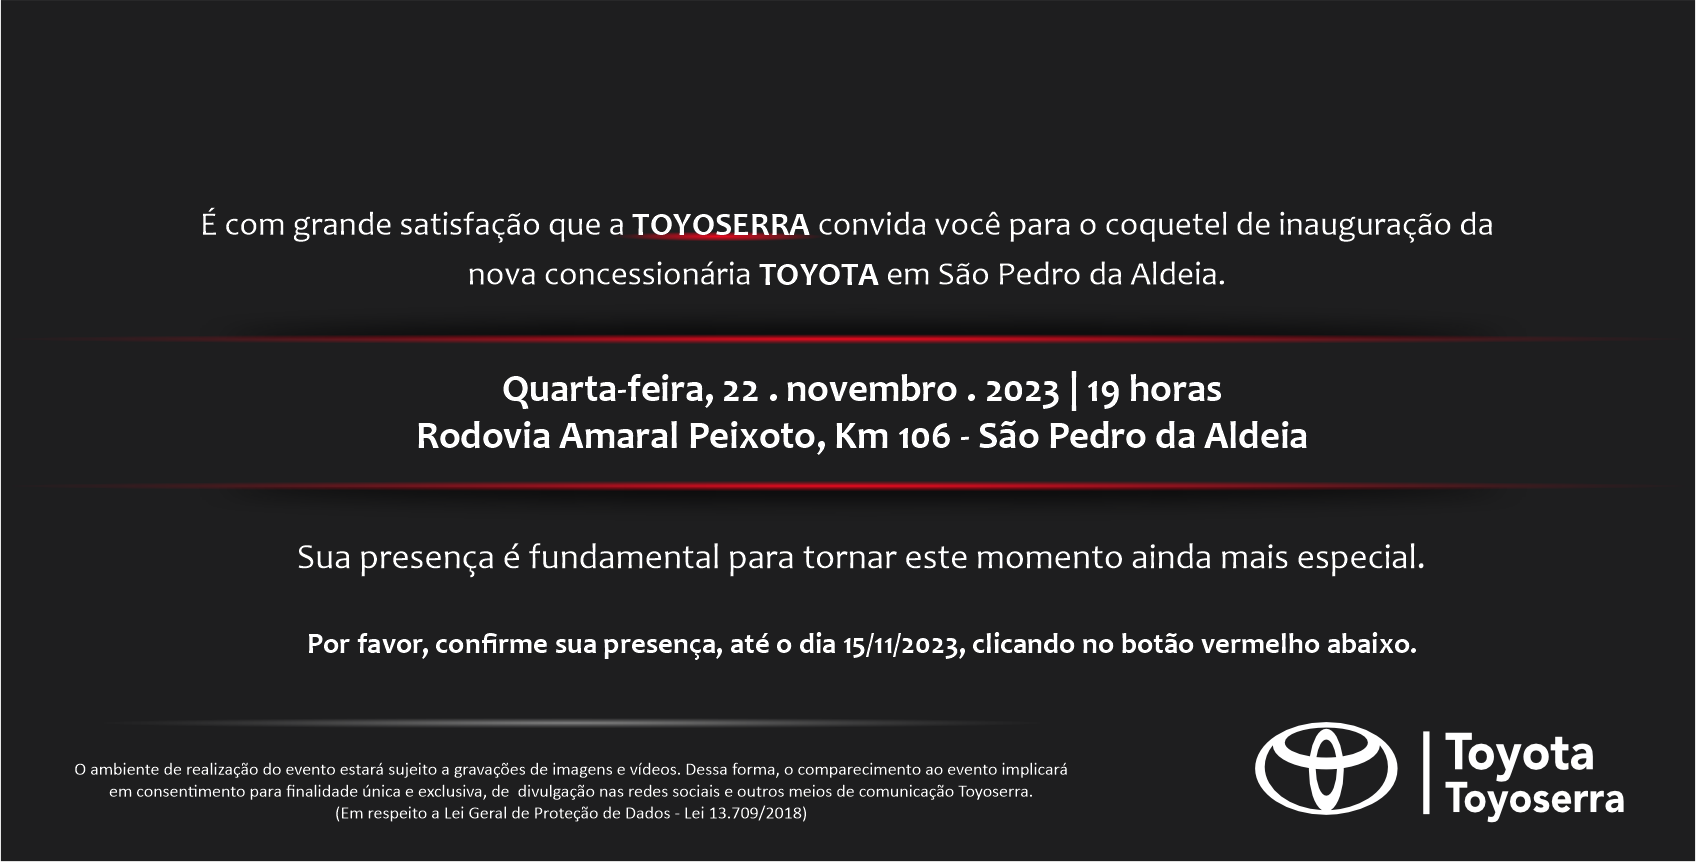 É com grande satisfação que a TOYOSERRA convida você para o coquetel de inauguração da
nova concessionária TOYOTA em São Pedro da Aldeia.
Quarta-feira, 22 . novembro . 2023 | 19 horas
Rodovia Amaral Peixoto, Km 106 - São Pedro da Aldeia
Sua presença é fundamental para tornar este momento ainda mais especial.
Por favor, confirme sua presença, até o dia 15/11/2023, clicando no botão vermelho abaixo.
O ambiente de realização do evento estará sujeito a gravações de imagens e vídeos. Dessa forma, o comparecimento ao evento implicará
em consentimento para finalidade única e exclusiva, de  divulgação nas redes sociais e outros meios de comunicação Toyoserra.
(Em respeito a Lei Geral de Proteção de Dados - Lei 13.709/2018)
Toyota
Toyoserra